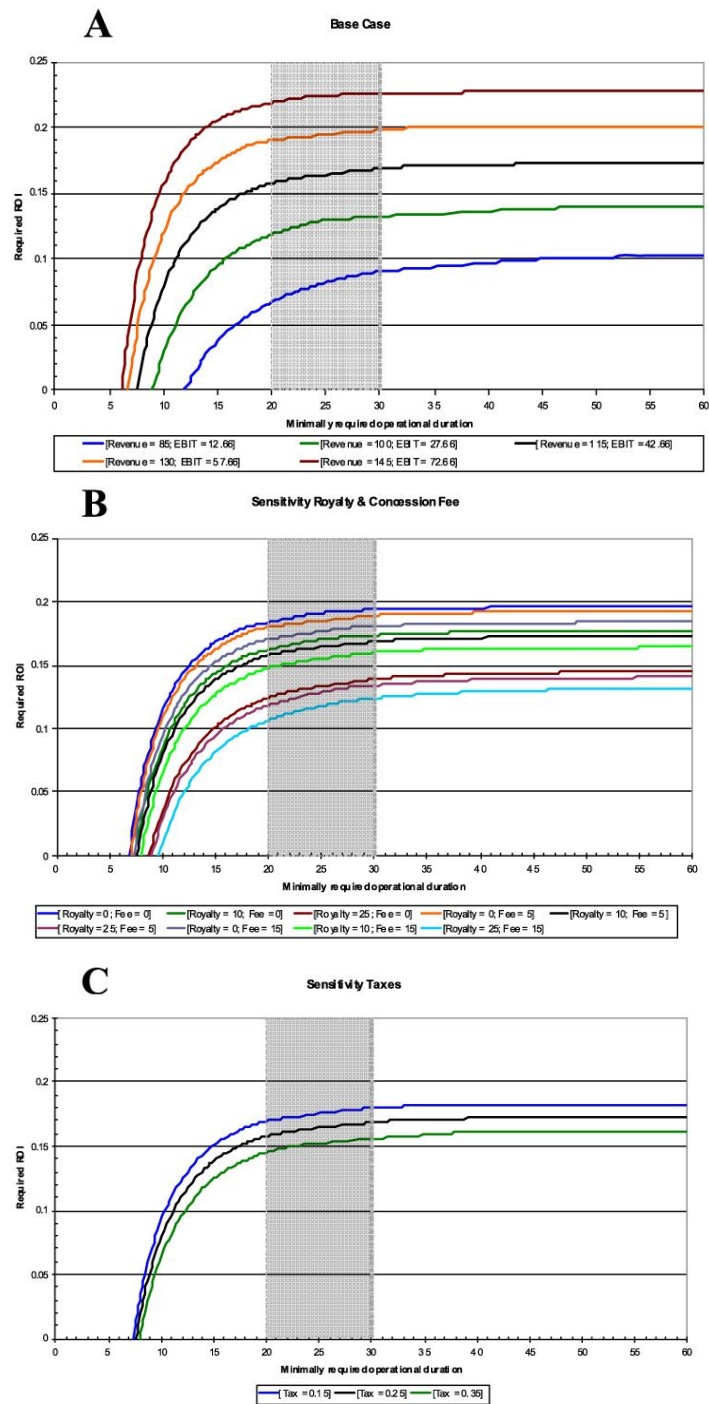 A
Base Case
0.25
0.2
0.15
0.1
0.05
0
Required ROI
0 5 10 15 20 25 30 35 40 45 50 55 60
Minimally required operational duration
[Revenue = 85; EBIT = 12.66] [Revenue = 100; EBIT = 27.66] [Revenue = 115; EBIT = 42.66]
[Revenue = 130; EBIT = 57.66] [Revenue = 145; EBIT = 72.66]
B
Sensitivity Royalty & Concession Fee
0.25
0.2
0.15
0.1
0.05
0
Required ROI
0 5 10 15 20 25 30 35 40 45 50 55 60
Minimally required operational duration
[Royalty = 0; Fee = 0] [Royalty = 10; Fee = 0] [Royalty = 25; Fee = 0] [Royalty = 0; Fee = 5] [Royalty = 10; Fee = 5]
[Royalty = 25; Fee = 5] [Royalty = 0; Fee = 15] [Royalty = 10; Fee = 15] [Royalty = 25; Fee = 15]
C
Sensitivity Taxes
0.25
0.2
0.15
0.1
0.05
0
Required ROI
0 5 10 15 20 25 30 35 40 45 50 55 60
Minimally required operational duration
[Tax = 0.15] [Tax = 0.25] [Tax = 0.35]